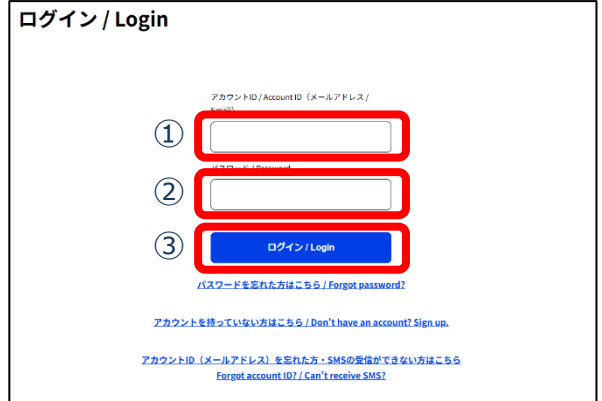 ログイン / Login
アカウントID / Account ID（メールアドレス /
Email）
①
パスワード / Password
②
③
ログイン / Login
パスワードを忘れた方はこちら / Forgot password?
アカウントを持っていない方はこちら / Don't have an account? Sign up.
アカウントID（メールアドレス）を忘れた方・SMSの受信ができない方はこちら
Forgot account ID? / Can't receive SMS?